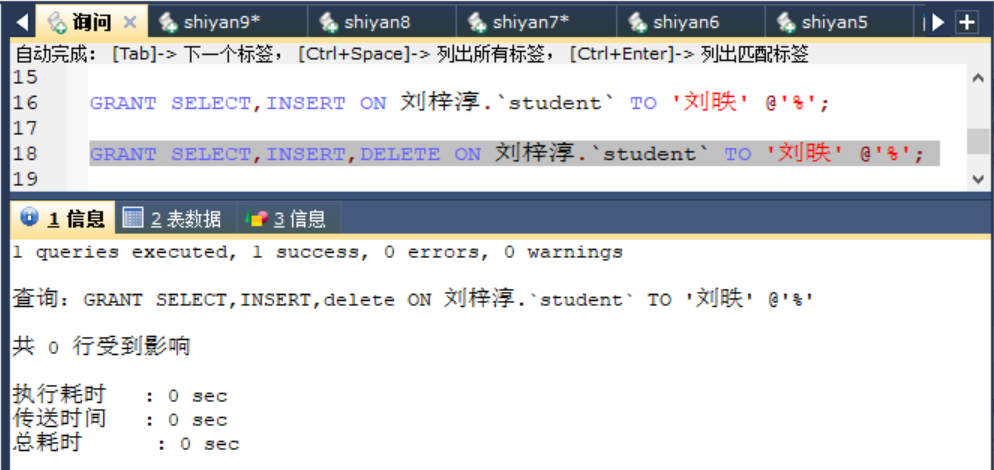 询问 shiyan9* shiyan8 shiyan7* shiyan6 shiyan5
自动完成: [Tab]-> 下一个标签， [Ctrl+Space]-> 列出所有标签， [Ctrl+Enter]-> 列出匹配标签
15
16 GRANT SELECT,INSERT ON 刘梓淳.`student` TO '刘昳' @'%';
17
18 GRANT SELECT,INSERT,DELETE ON 刘梓淳.`student` TO '刘昳' @'%';
19
1 信息 2 表数据 3 信息
1 queries executed, 1 success, 0 errors, 0 warnings
查询: GRANT SELECT,INSERT,delete ON 刘梓淳.`student` TO '刘昳' @'%'
共 0 行受到影响
执行耗时 : 0 sec
传送时间 : 0 sec
总耗时 : 0 sec